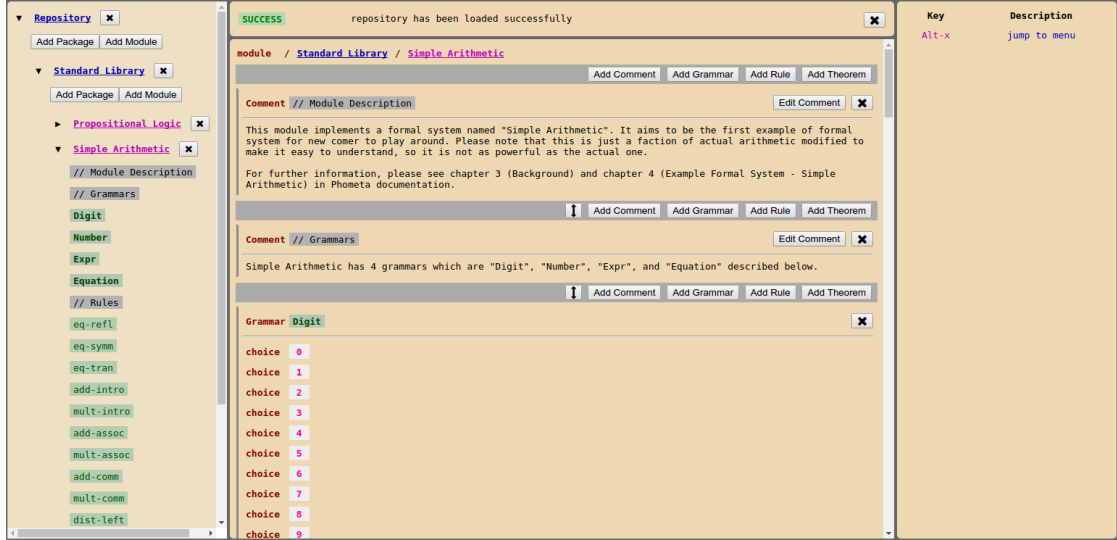 Repository
Add Package Add Module
Standard Library
Add Package Add Module
Propositional Logic
Simple Arithmetic
// Module Description
// Grammars
Digit
Number
Expr
Equation
// Rules
eq-refl
eq-symm
eq-tran
add-intro
mult-intro
add-assoc
mult-assoc
add-comm
mult-comm
dist-left
SUCCESS repository has been loaded successfully
module / Standard Library / Simple Arithmetic
Add Comment Add Grammar Add Rule Add Theorem
Comment // Module Description Edit Comment
This module implements a formal system named "Simple Arithmetic". It aims to be the first example of formal
system for new comer to play around. Please note that this is just a faction of actual arithmetic modified to
make it easy to understand, so it is not as powerful as the actual one.
For further information, please see chapter 3 (Background) and chapter 4 (Example Formal System - Simple
Arithmetic) in Phometa documentation.
Add Comment Add Grammar Add Rule Add Theorem
Comment // Grammars Edit Comment
Simple Arithmetic has 4 grammars which are "Digit", "Number", "Expr", and "Equation" described below.
Add Comment Add Grammar Add Rule Add Theorem
Grammar Digit
choice 0
choice 1
choice 2
choice 3
choice 4
choice 5
choice 6
choice 7
choice 8
choice 9
Key Description
Alt-x jump to menu